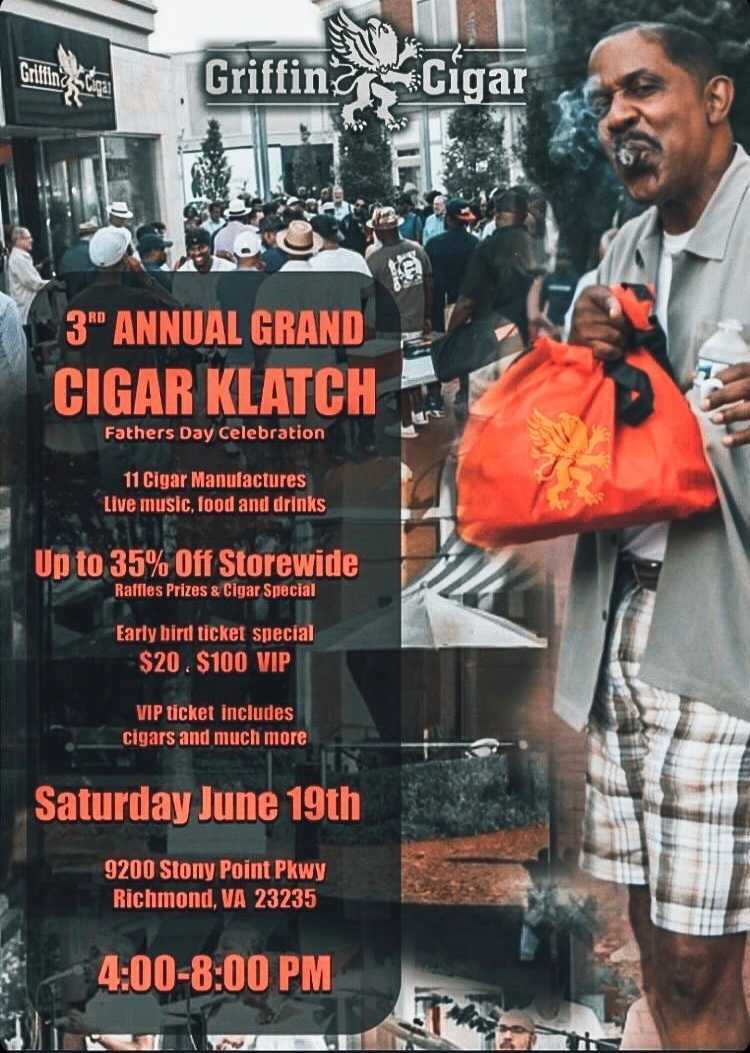 Griffin Cigar
Griffin Cigar
3RD ANNUAL GRAND
CIGAR KLATCH
Fathers Day Celebration
11 Cigar Manufactures
Live music, food and drinks
Up to 35% Off Storewide
Raffles Prizes & Cigar Special
Early bird ticket special
$20 . $100 VIP
VIP ticket includes
cigars and much more
Saturday June 19th
9200 Stony Point Pkwy
Richmond, VA 23235
4:00-8:00 PM